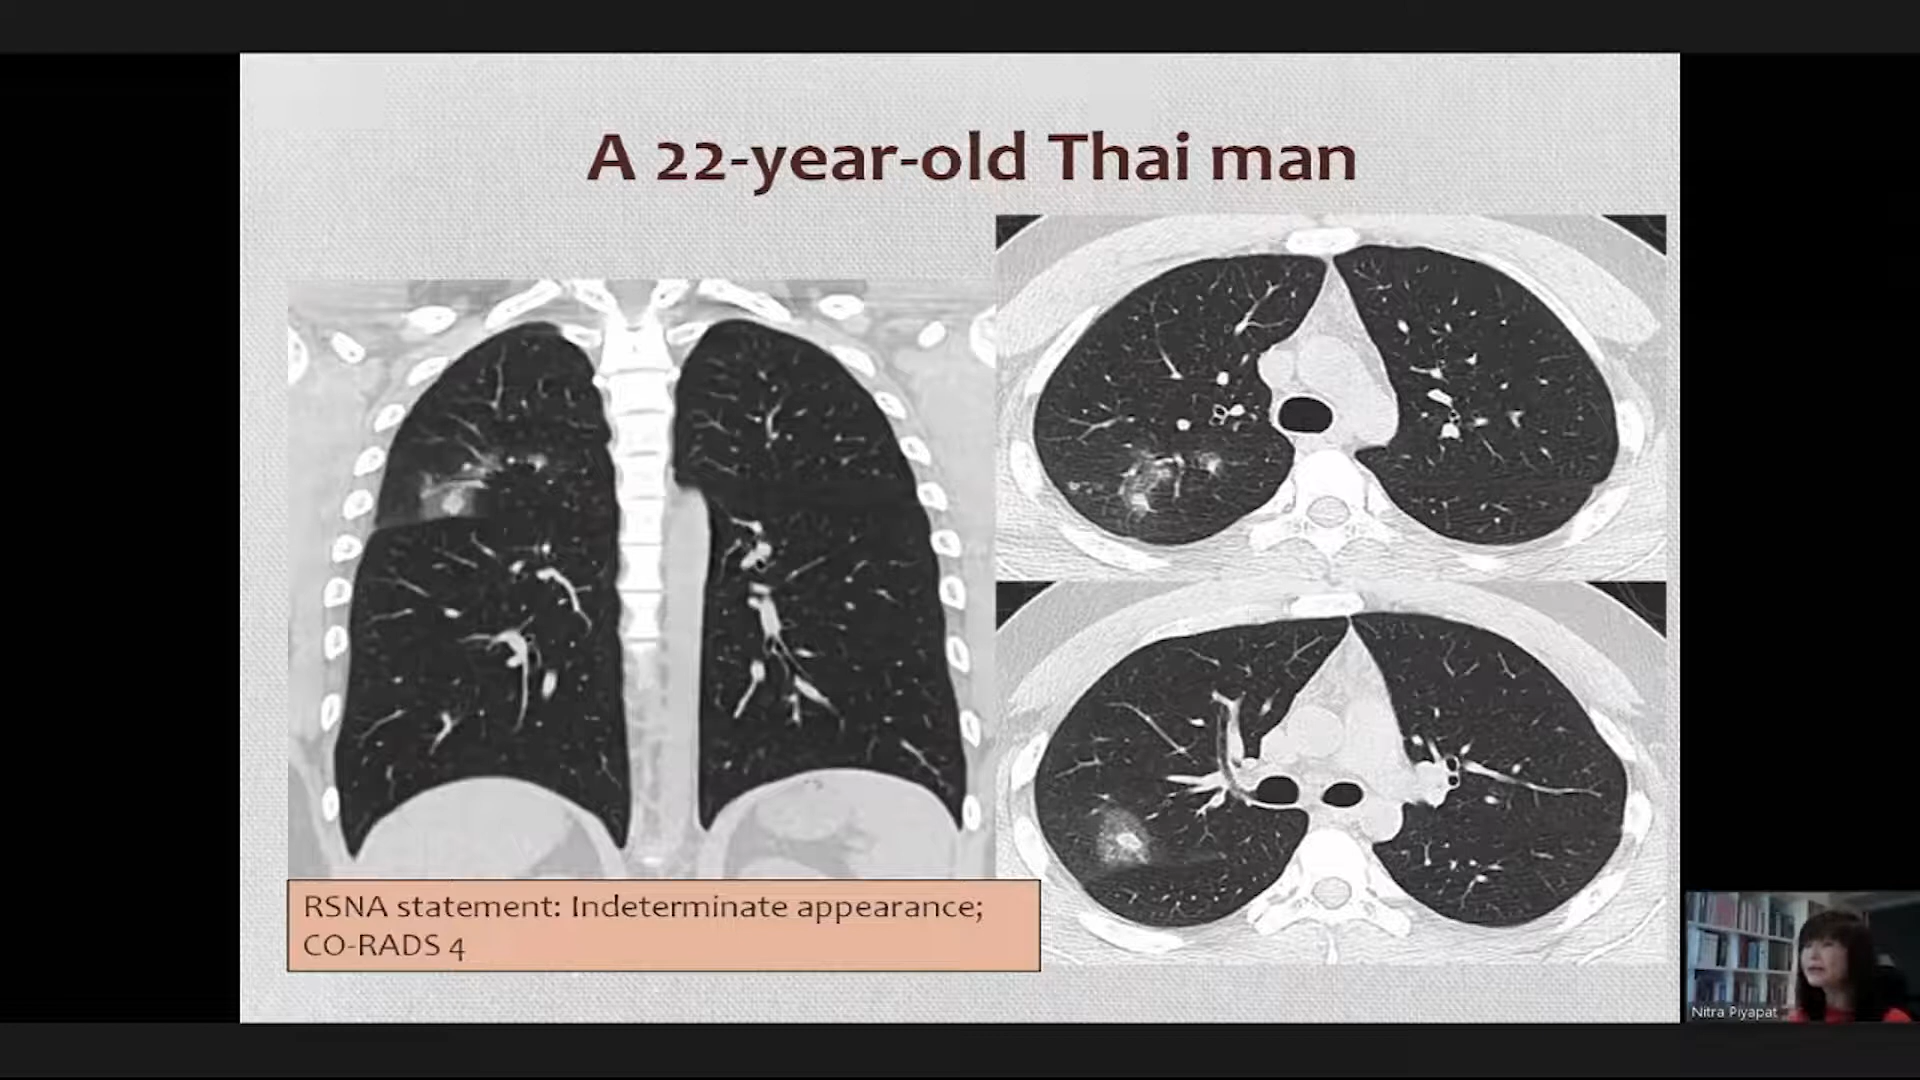 A 22-year-old Thai man
RSNA statement: Indeterminate appearance;
CO-RADS 4
Nitra Piyapat